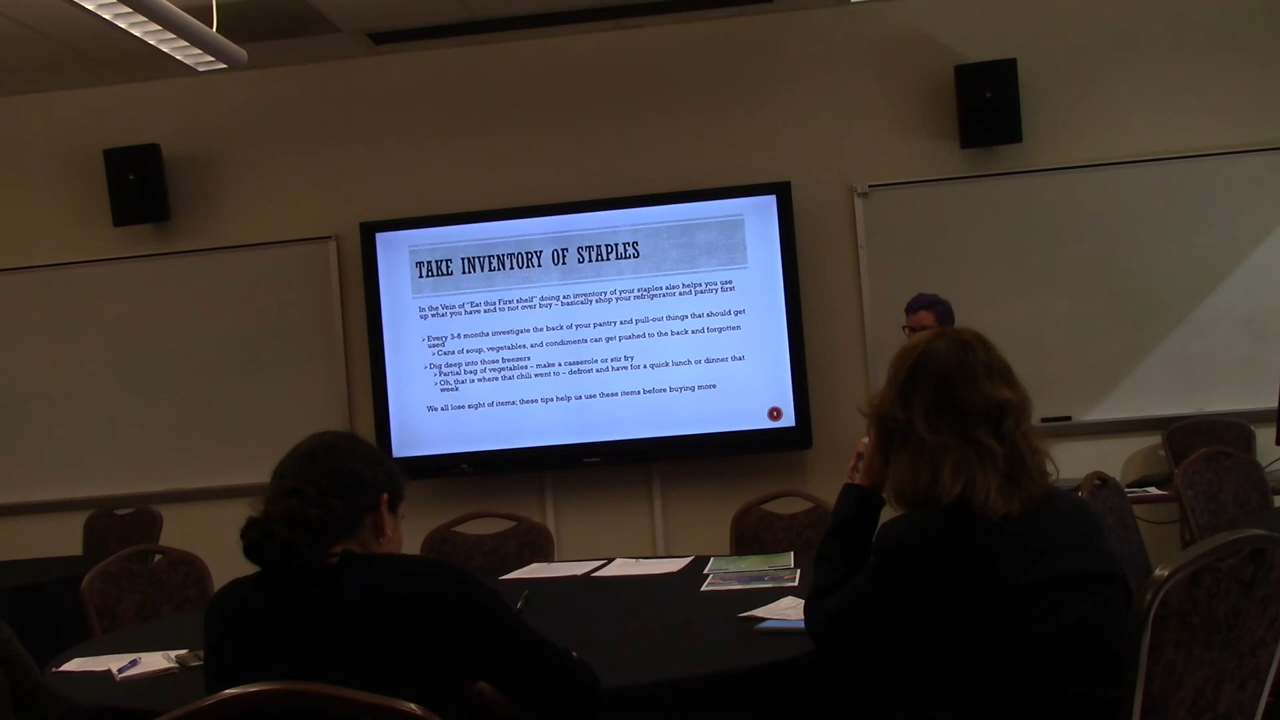 TAKE INVENTORY OF STAPLES
In the Vein of "Eat this First shelf" doing an inventory of your staples also helps you use
up what you have and to not over buy – basically shop your refrigerator and pantry first
Every 3-6 months investigate the back of your pantry and pull-out things that should get
used
Cans of soup, vegetables, and condiments can get pushed to the back and forgotten
Dig deep into those freezers
Partial bag of vegetables – make a casserole or stir fry
Oh, that is where that chili went to – defrost and have for a quick lunch or dinner that
week
We all lose sight of items; these tips help us use these items before buying more